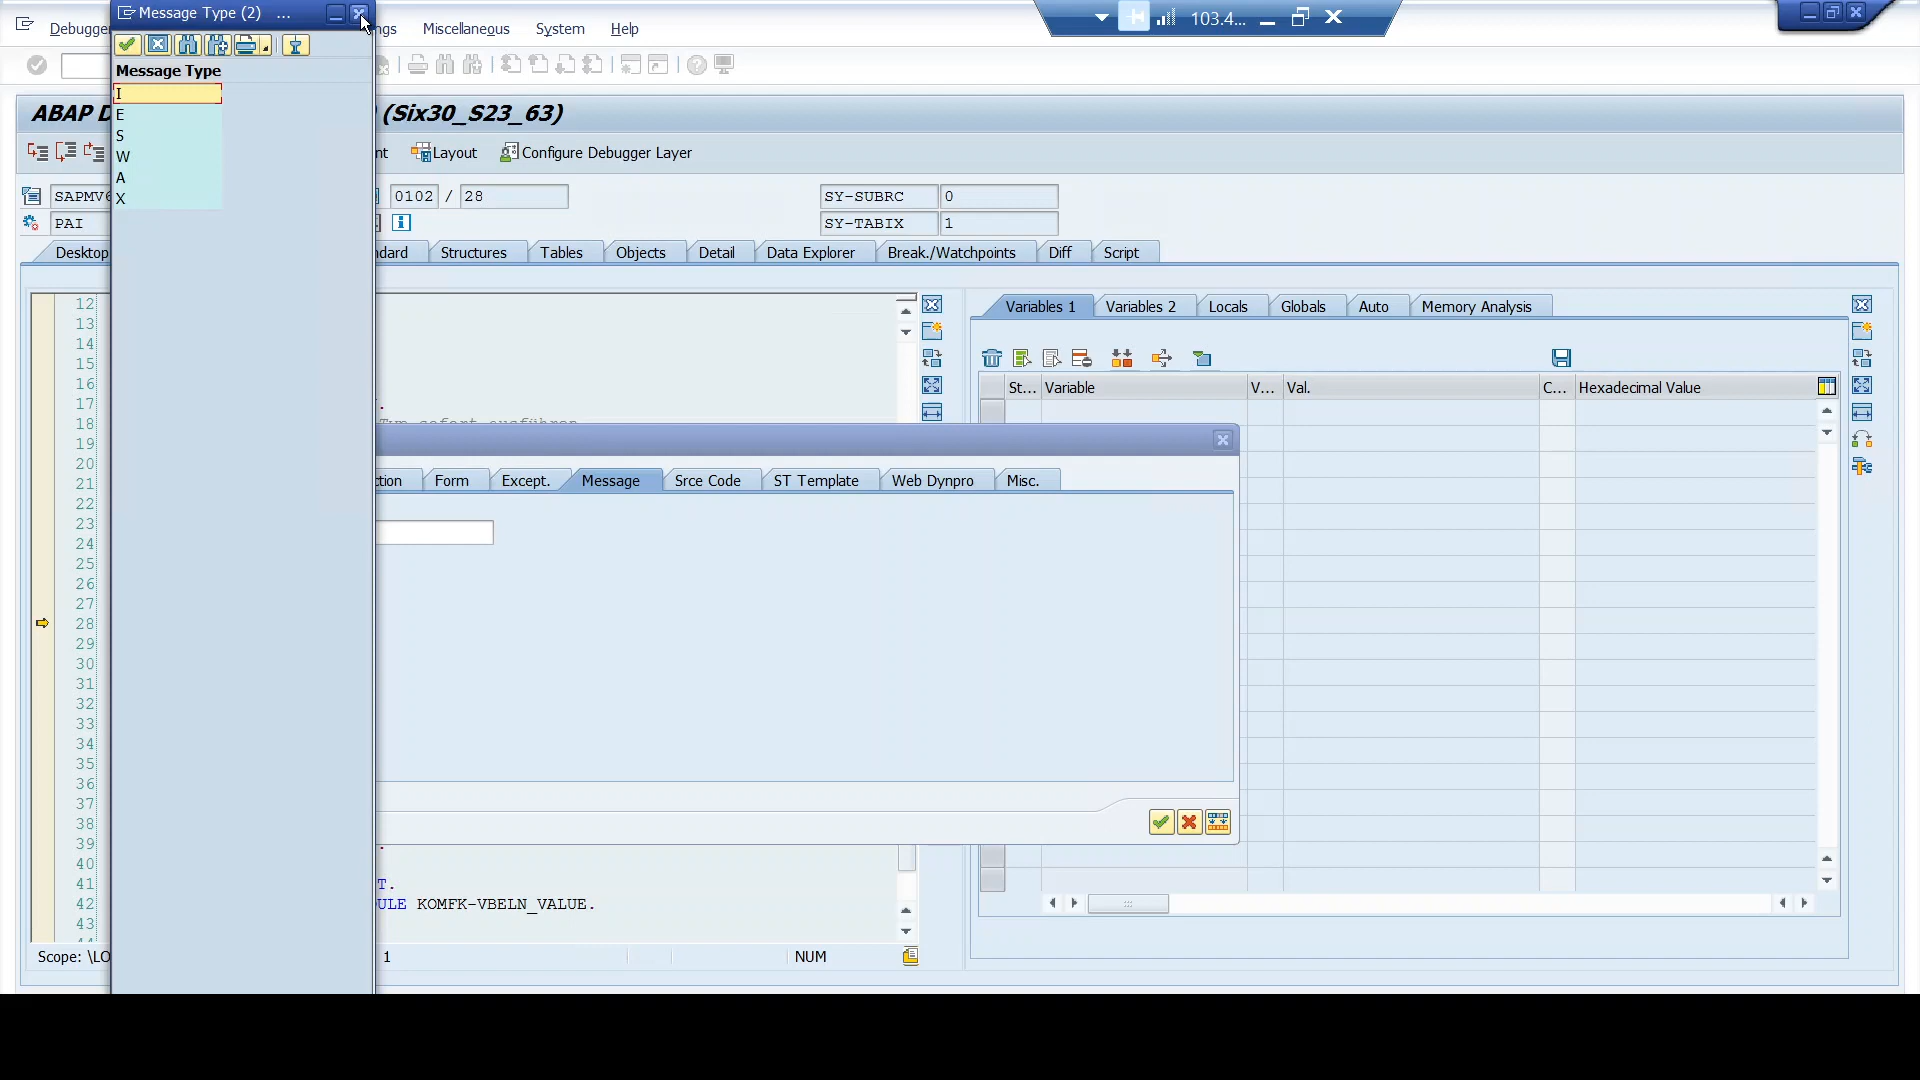 Message Type (2) ...
103.4...
Debugger
ngs
Messagelianeous
System
Help
Message Type
I
E
S
W
A
X
ABAP D
(Six30_S23_63)
nt
Layout
Configure Debugger Layer
SAPMV6
0102 / 28
SY-SUBRC 0
PAI
SY-TABIX 1
Desktop
ndard
Structures
Tables
Objects
Detail
Data Explorer
Break./Watchpoints
Diff
Script
Variables 1
Variables 2
Locals
Globals
Auto
Memory Analysis
St... Variable V... Val. C... Hexadecimal Value
12
13
14
15
16
17 .
18
19
20
21
22
23
24
25
26
27
28
29
30
31
32
33
34
35
36
37
38
39 .
40
41 T.
42 ULE KOMFK-VBELN_VALUE.
43
ction
Form
Except.
Message
Srce Code
ST Template
Web Dynpro
Misc.
Scope: \LO
1
NUM